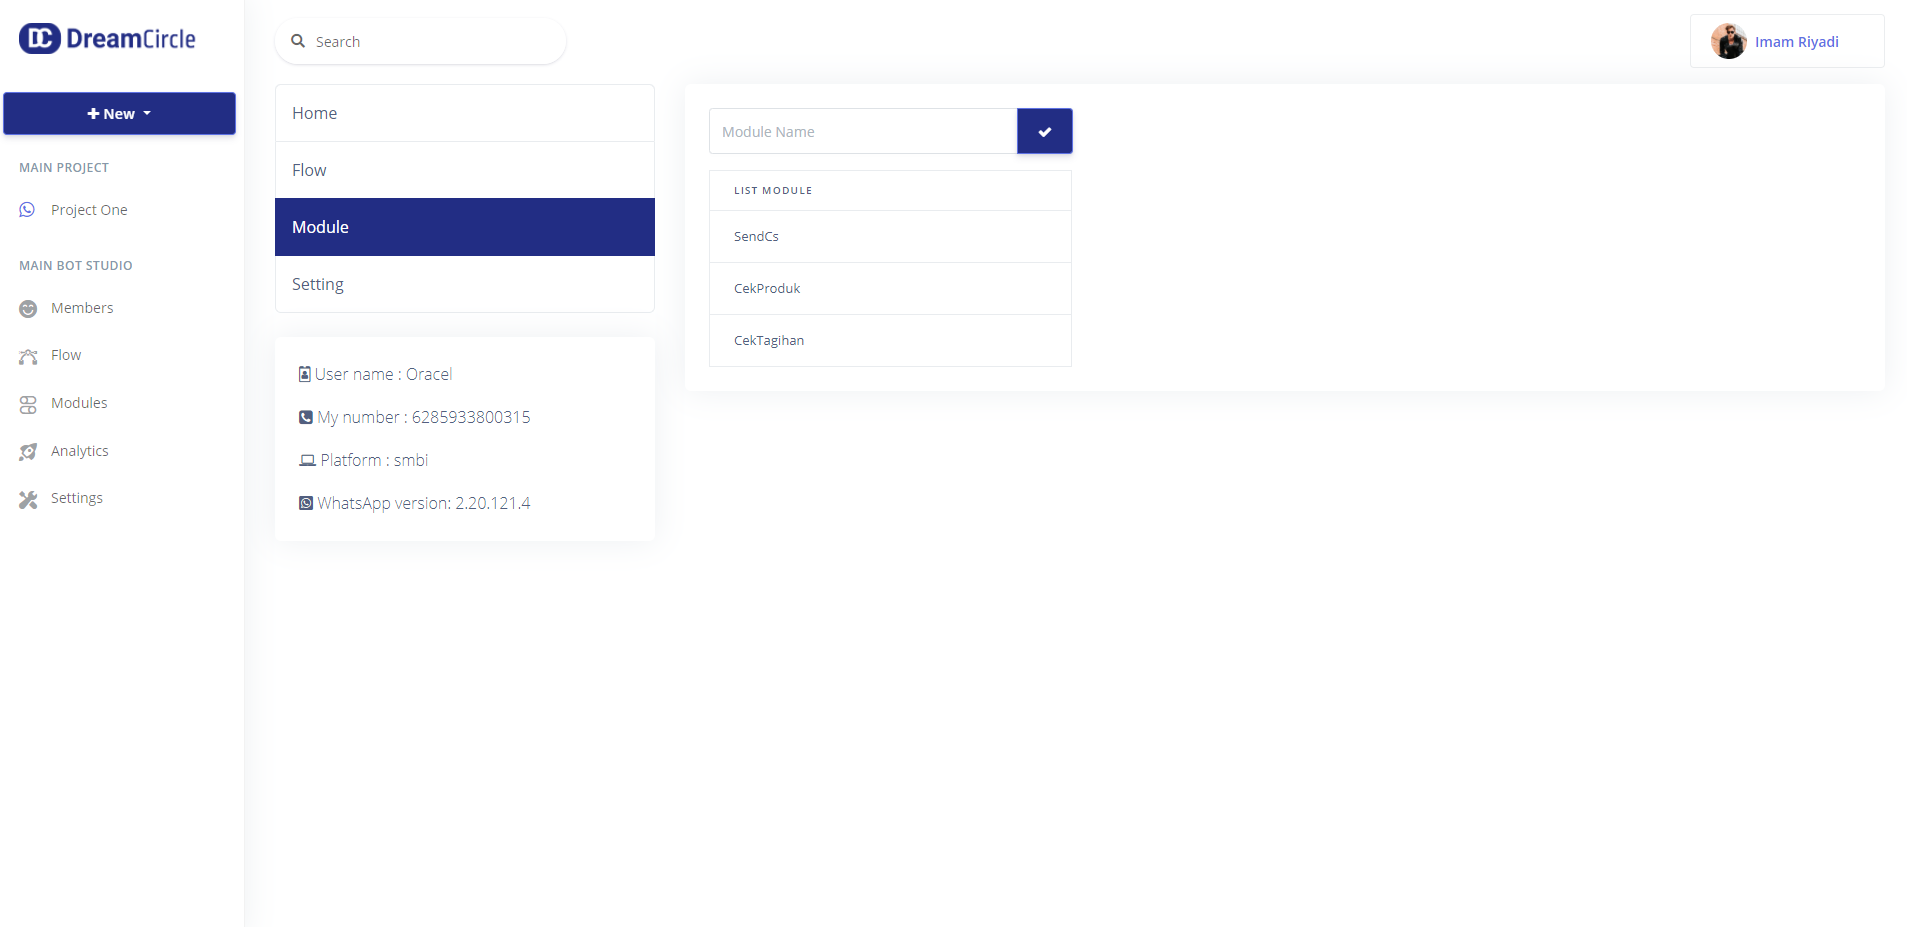 DC DreamCircle
Search
Imam Riyadi
New
MAIN PROJECT
Project One
MAIN BOT STUDIO
Members
Flow
Modules
Analytics
Settings
Home
Flow
Module
Setting
User name : Oracel
My number : 6285933800315
Platform : smbi
WhatsApp version: 2.20.121.4
Module Name
LIST MODULE
SendCs
CekProduk
CekTagihan